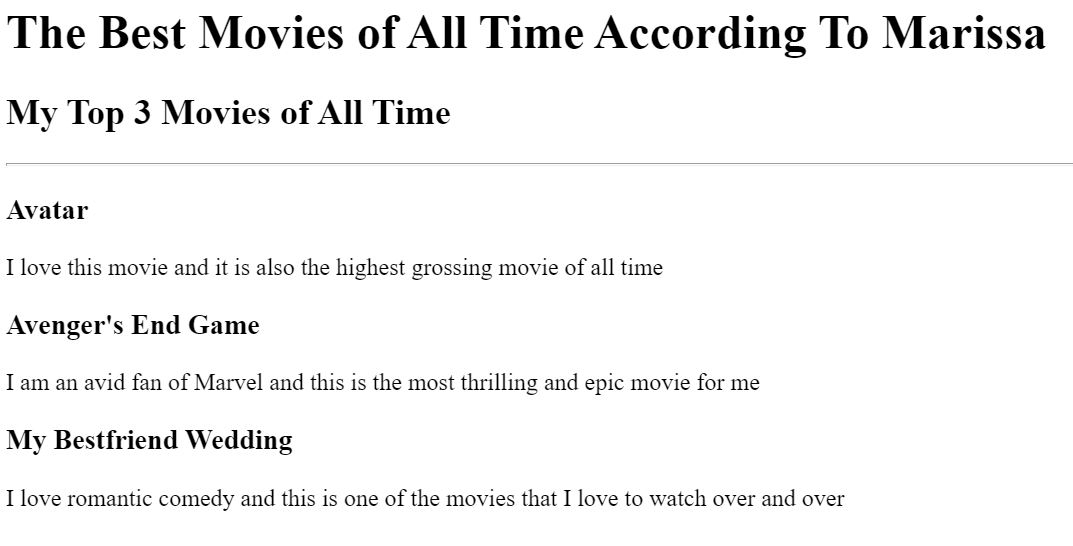 The Best Movies of All Time According To Marissa
My Top 3 Movies of All Time
Avatar
I love this movie and it is also the highest grossing movie of all time
Avenger's End Game
I am an avid fan of Marvel and this is the most thrilling and epic movie for me
My Bestfriend Wedding
I love romantic comedy and this is one of the movies that I love to watch over and over